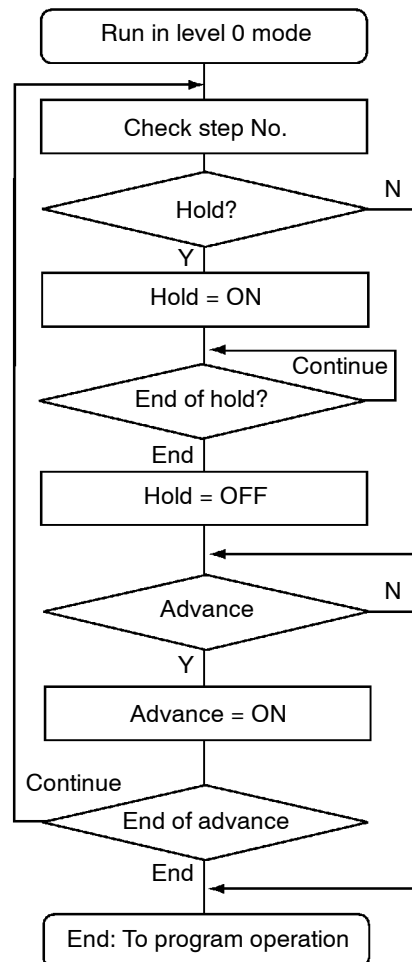 Run in level 0 mode
Check step No.
Hold?
N
Y
Hold = ON
Continue
End of hold?
End
Hold = OFF
Advance
N
Y
Advance = ON
Continue
End of advance
End
End: To program operation